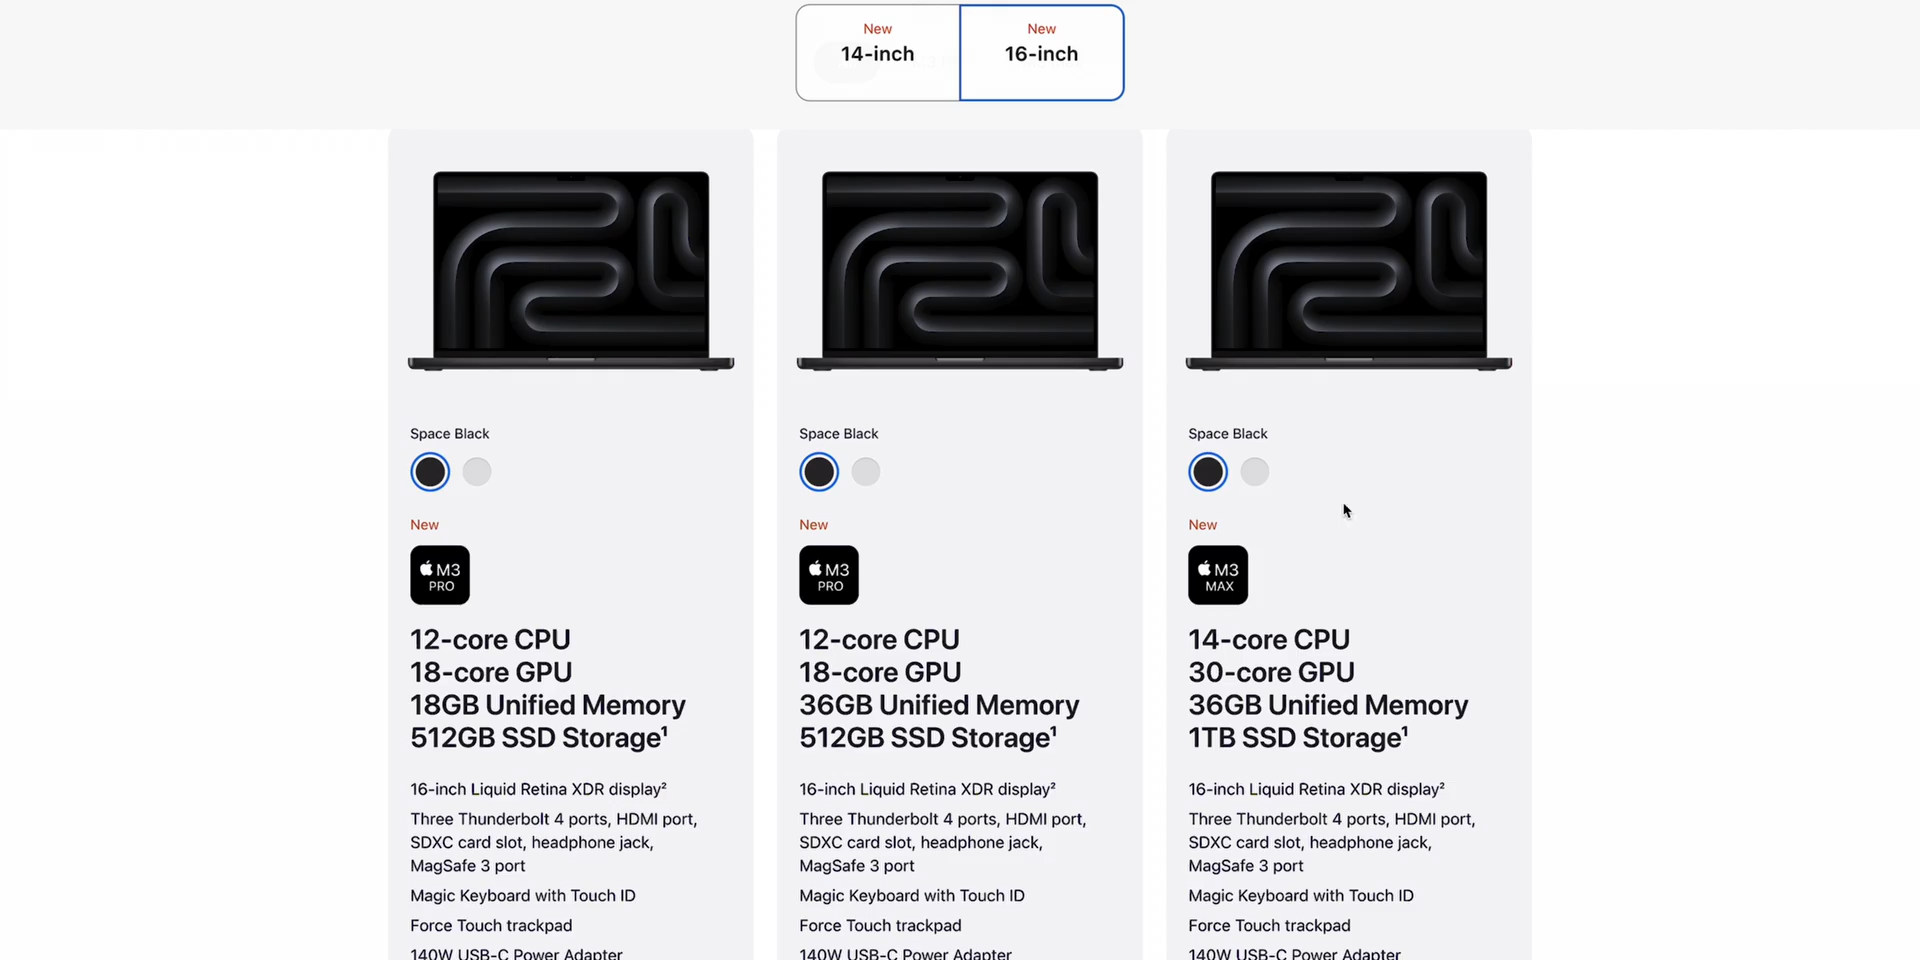 New
14-inch
New
16-inch
Space Black
New
M3
PRO
12-core CPU
18-core GPU
18GB Unified Memory
512GB SSD Storage¹
16-inch Liquid Retina XDR display²
Three Thunderbolt 4 ports, HDMI port,
SDXC card slot, headphone jack,
MagSafe 3 port
Magic Keyboard with Touch ID
Force Touch trackpad
140W USB-C Power Adapter
Space Black
New
M3
PRO
12-core CPU
18-core GPU
36GB Unified Memory
512GB SSD Storage¹
16-inch Liquid Retina XDR display²
Three Thunderbolt 4 ports, HDMI port,
SDXC card slot, headphone jack,
MagSafe 3 port
Magic Keyboard with Touch ID
Force Touch trackpad
140W USB-C Power Adapter
Space Black
New
M3
MAX
14-core CPU
30-core GPU
36GB Unified Memory
1TB SSD Storage¹
16-inch Liquid Retina XDR display²
Three Thunderbolt 4 ports, HDMI port,
SDXC card slot, headphone jack,
MagSafe 3 port
Magic Keyboard with Touch ID
Force Touch trackpad
140W USB-C Power Adapter